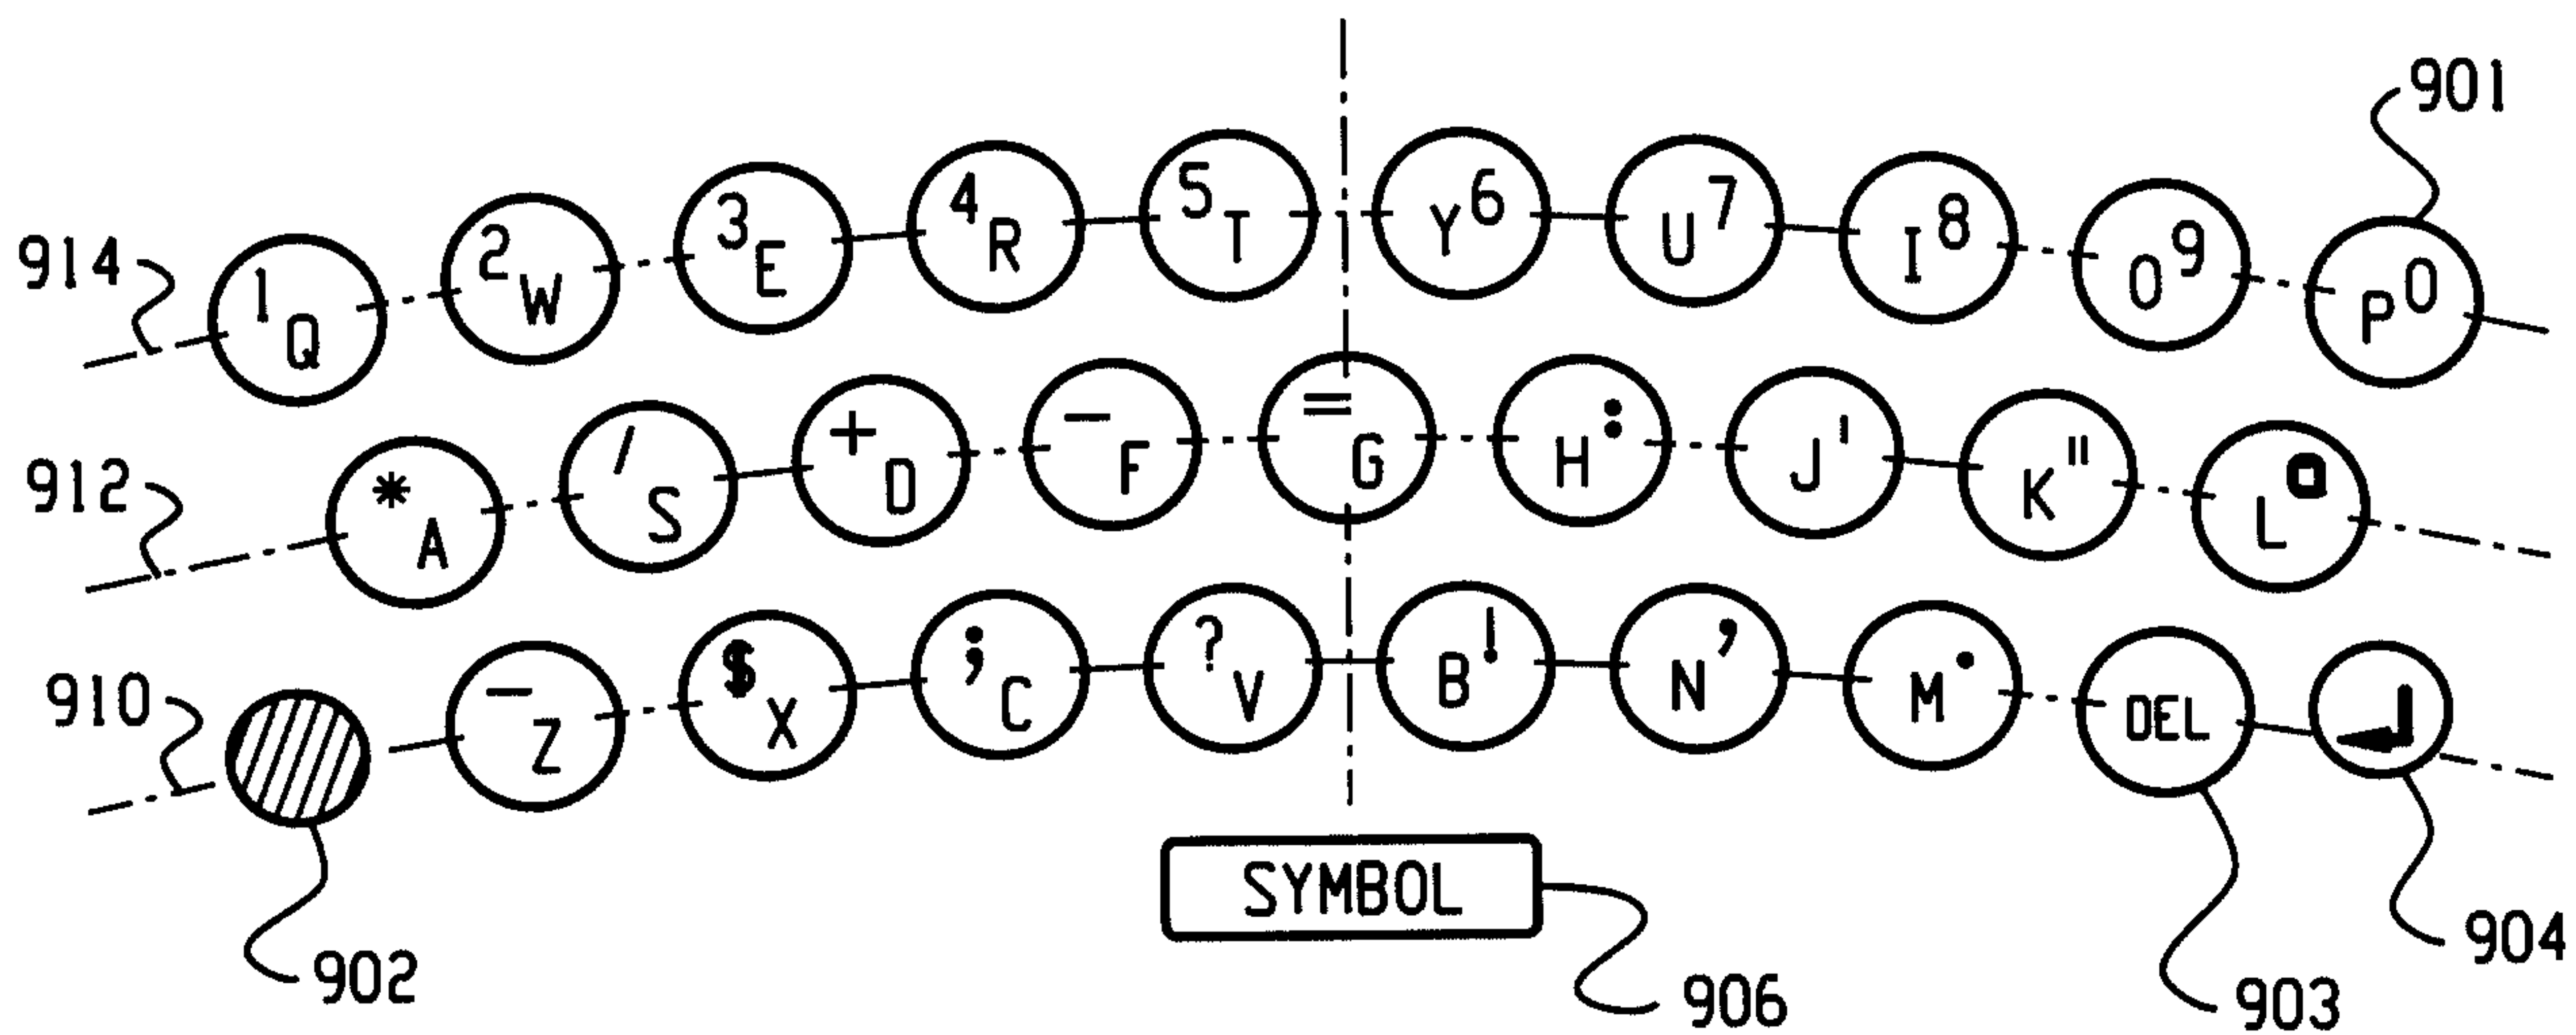 901
914 1Q 2W 3E 4R 5T Y6 U7 I8 O9 P0
912 *A /S +D -F =G H: J' K" L
910 -Z $X ;C ?V B! N, M. DEL
SYMBOL
902 906 903 904